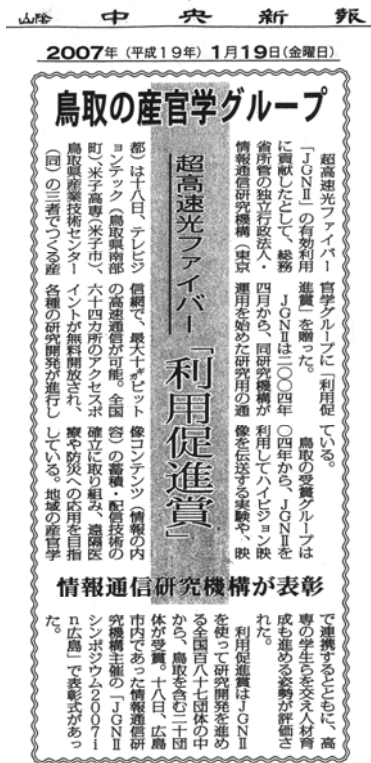 山陰中央新報
2007年（平成19年）1月19日（金曜日）
鳥取の産官学グループ
超高速光ファイバー
「利用促進賞」
情報通信研究機構が表彰
超高速光ファイバー
「JGNⅡ」の有効利用
に貢献したとして、総務
省所管の独立行政法人・
情報通信研究機構（東京
都）は十八日、テレビジ
ョンテック（鳥取県南部
町）、米子高専（米子市）、
鳥取県産業技術センター
（同）の三者でつくる産
官学グループに「利用促
進賞」を贈った。
JGNⅡは二〇〇四年
四月から、同研究機構が
運用を始めた研究用の通
信網で、最大十㌐ビット
の高速通信が可能。全国
六十四カ所のアクセスポ
イントが無料開放され、
各種の研究開発が進行し
ている。
鳥取の受賞グループは
〇四年から、JGNⅡを
利用してハイビジョン映
像を伝送する実験や、映
像コンテンツ（情報の内
容）の蓄積・配信技術の
確立に取り組み、遠隔医
療や防災への応用を目指
している。地域の産官学
で連携するとともに、高
専の学生らを交え人材育
成も進める姿勢が評価さ
れた。
利用促進賞はJGNⅡ
を使って研究開発を進め
る全国百八十七団体の中
から、鳥取を含む二十団
体が受賞。十八日、広島
市内であった情報通信研
究機構主催の「JGNⅡ
シンポジウム2007i
n広島」で表彰式があっ
た。